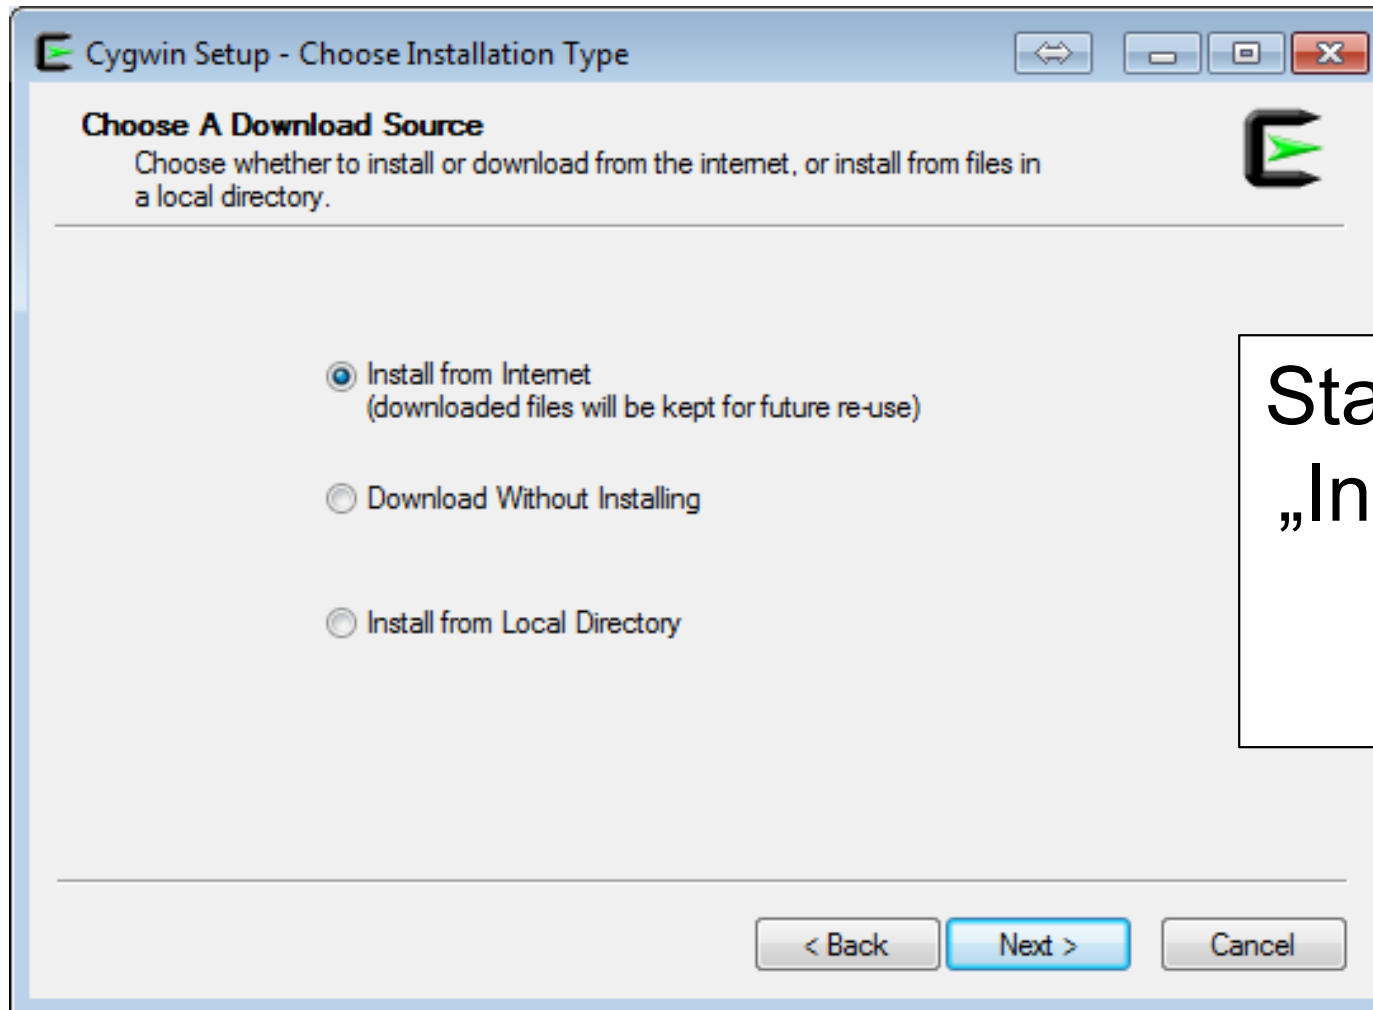 Cygwin Setup - Choose Installation Type
Choose A Download Source
Choose whether to install or download from the internet, or install from files in
a local directory.
Install from Internet
(downloaded files will be kept for future re-use)
Download Without Installing
Install from Local Directory
< Back
Next >
Cancel